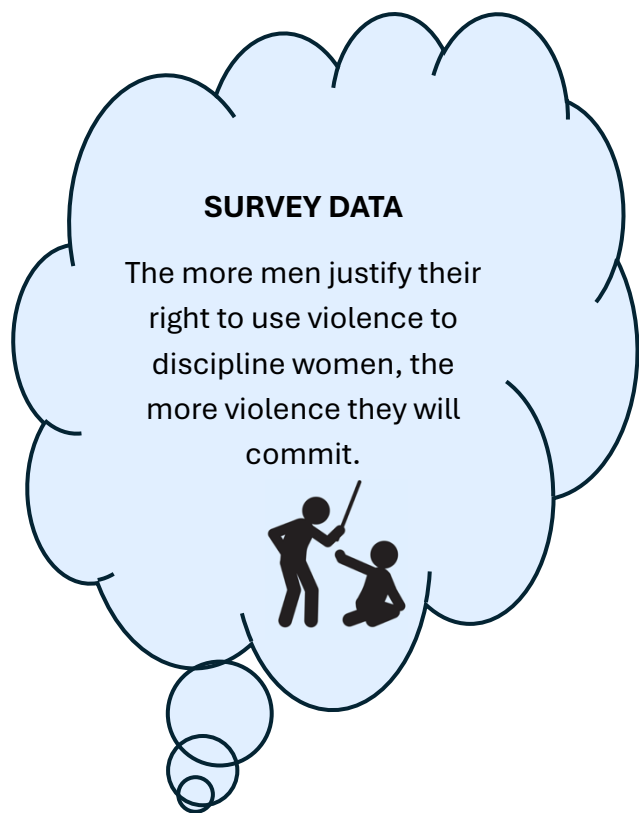 SURVEY DATA
The more men justify their
right to use violence to
discipline women, the
more violence they will
commit.